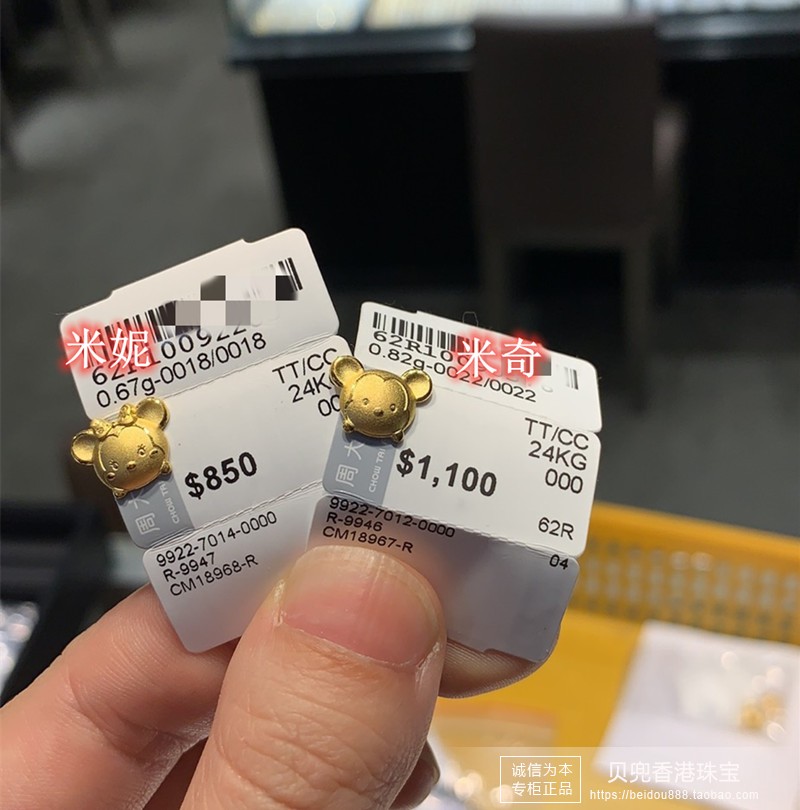 米妮
0.67g-0018/0018
TT/CC
24KG
$850
9922-7014-0000
R-9947
CM18968-R
米奇
0.82g-0022/0022
TT/CC
24KG
000
周大
$1,100
62R
9922-7012-0000
R-9946
CM18967-R
04
诚信为本
专柜正品
贝兜香港珠宝
https://beidou888.taobao.com